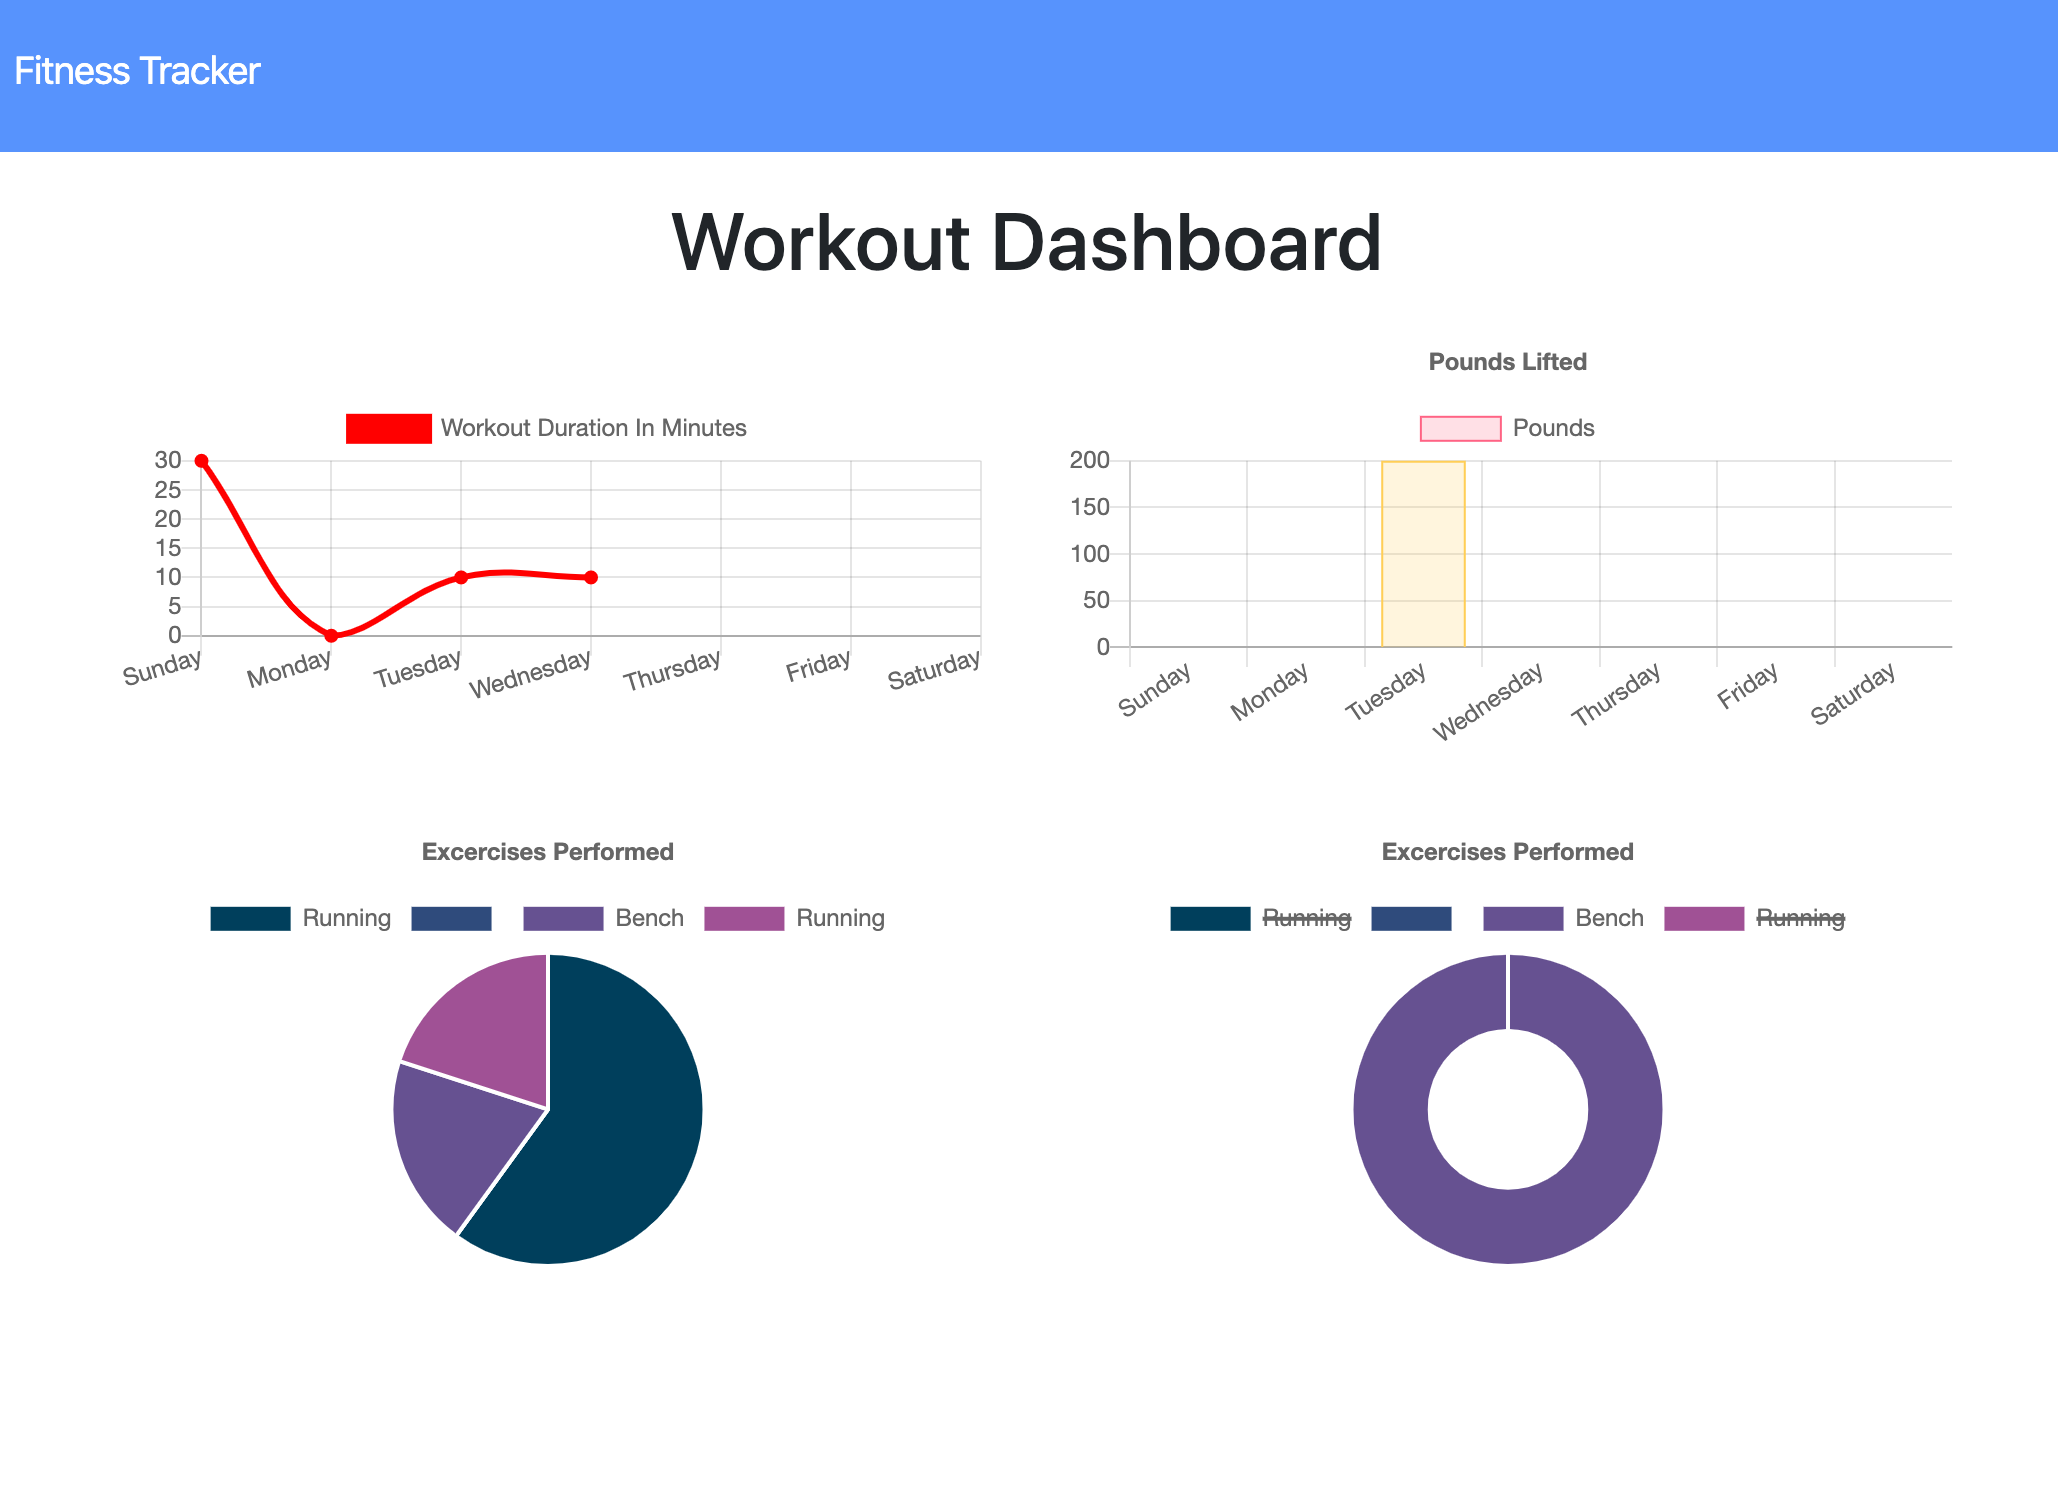 Fitness Tracker
Workout Dashboard
Workout Duration In Minutes
30
25
20
15
10
5
0
Sunday Monday Tuesday Wednesday Thursday Friday Saturday
Pounds Lifted
Pounds
200
150
100
50
0
Sunday Monday Tuesday Wednesday Thursday Friday Saturday
Excercises Performed
Running Bench Running
Excercises Performed
Running Bench Running